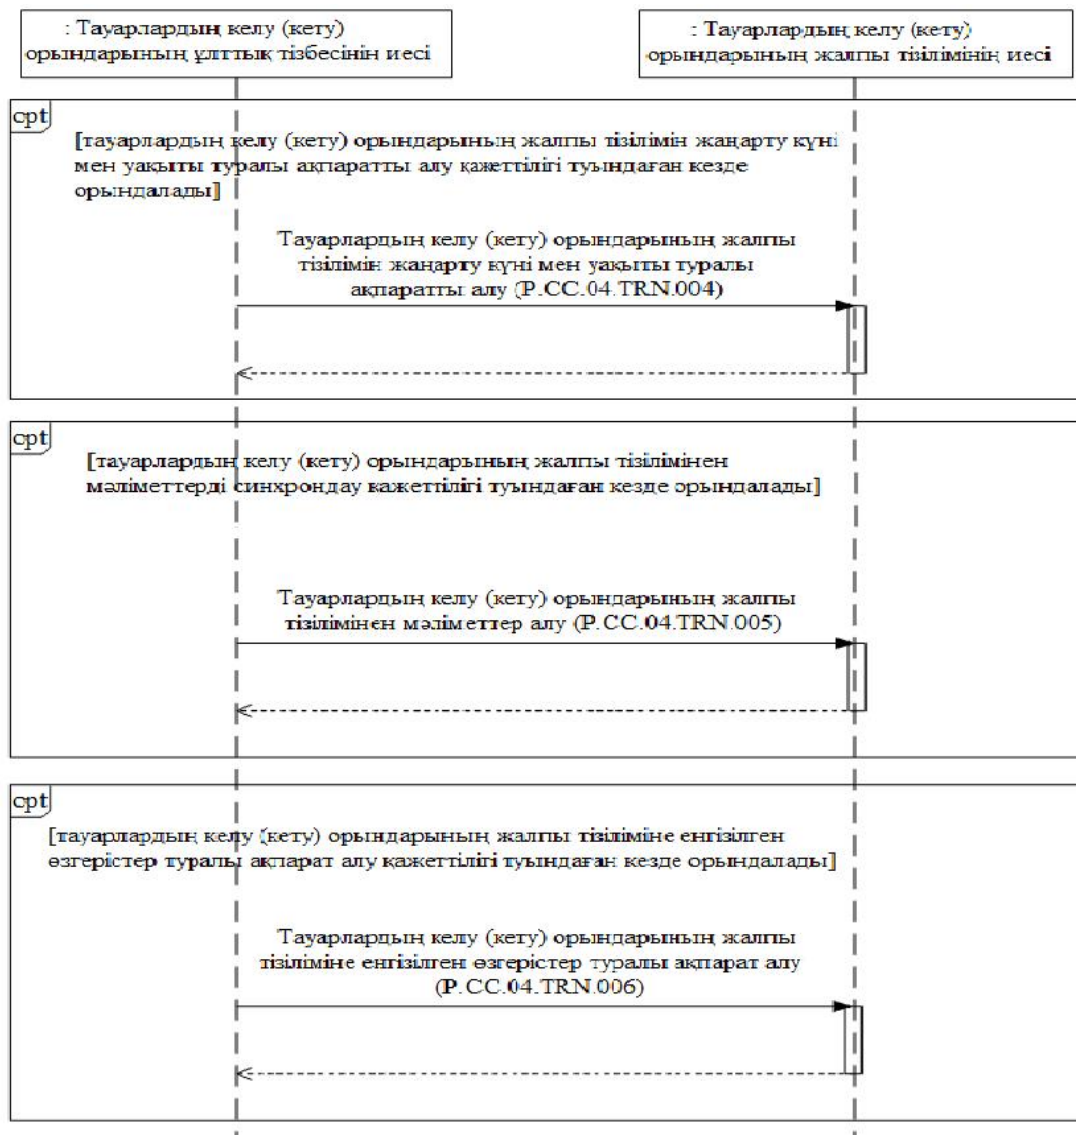 : Тауарлардың келу (кету)
орындарының ұлттық тізбесінің иесі
: Тауарлардың келу (кету)
орындарының жалпы тізілімінің иесі
opt
[тауарлардың келу (кету) орындарының жалпы тізілімін жаңарту күні
мен уақыты туралы ақпаратты алу қажеттілігі туындаған кезде
орындалады]
Тауарлардың келу (кету) орындарының жалпы
тізілімін жаңарту күні мен уақыты туралы
ақпаратты алу (P.CC.04.TRN.004)
opt
[тауарлардың келу (кету) орындарының жалпы тізілімінен
мәліметтерді синхрондау қажеттілігі туындаған кезде орындалады]
Тауарлардың келу (кету) орындарының жалпы
тізілімінен мәліметтер алу (P.CC.04.TRN.005)
opt
[тауарлардың келу (кету) орындарының жалпы тізіліміне енгізілген
өзгерістер туралы ақпарат алу қажеттілігі туындаған кезде орындалады]
Тауарлардың келу (кету) орындарының жалпы
тізіліміне енгізілген өзгерістер туралы ақпарат алу
(P.CC.04.TRN.006)